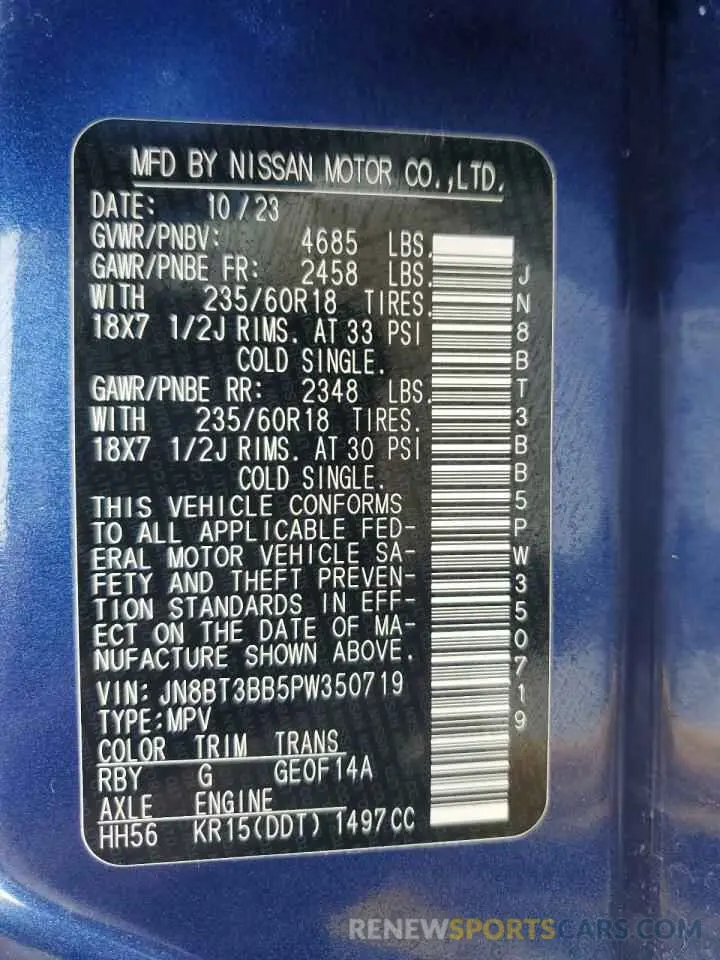 MFD BY NISSAN MOTOR CO.,LTD.
DATE: 10/23
GVWR/PNBV: 4685 LBS.
GAWR/PNBE FR: 2458 LBS.
WITH 235/60R18 TIRES.
18X7 1/2J RIMS. AT 33 PSI
COLD SINGLE.
GAWR/PNBE RR: 2348 LBS.
WITH 235/60R18 TIRES.
18X7 1/2J RIMS. AT 30 PSI
COLD SINGLE.
THIS VEHICLE CONFORMS
TO ALL APPLICABLE FED-
ERAL MOTOR VEHICLE SA-
FETY AND THEFT PREVEN-
TION STANDARDS IN EFF-
ECT ON THE DATE OF MA-
NUFACTURE SHOWN ABOVE.
VIN: JN8BT3BB5PW350719
TYPE:MPV
COLOR TRIM TRANS
RBY G GEOF14A
AXLE ENGINE
HH56 KR15(DDT) 1497CC
JN8BT3BB5PW350719
RENEWSPORTSCARS.COM